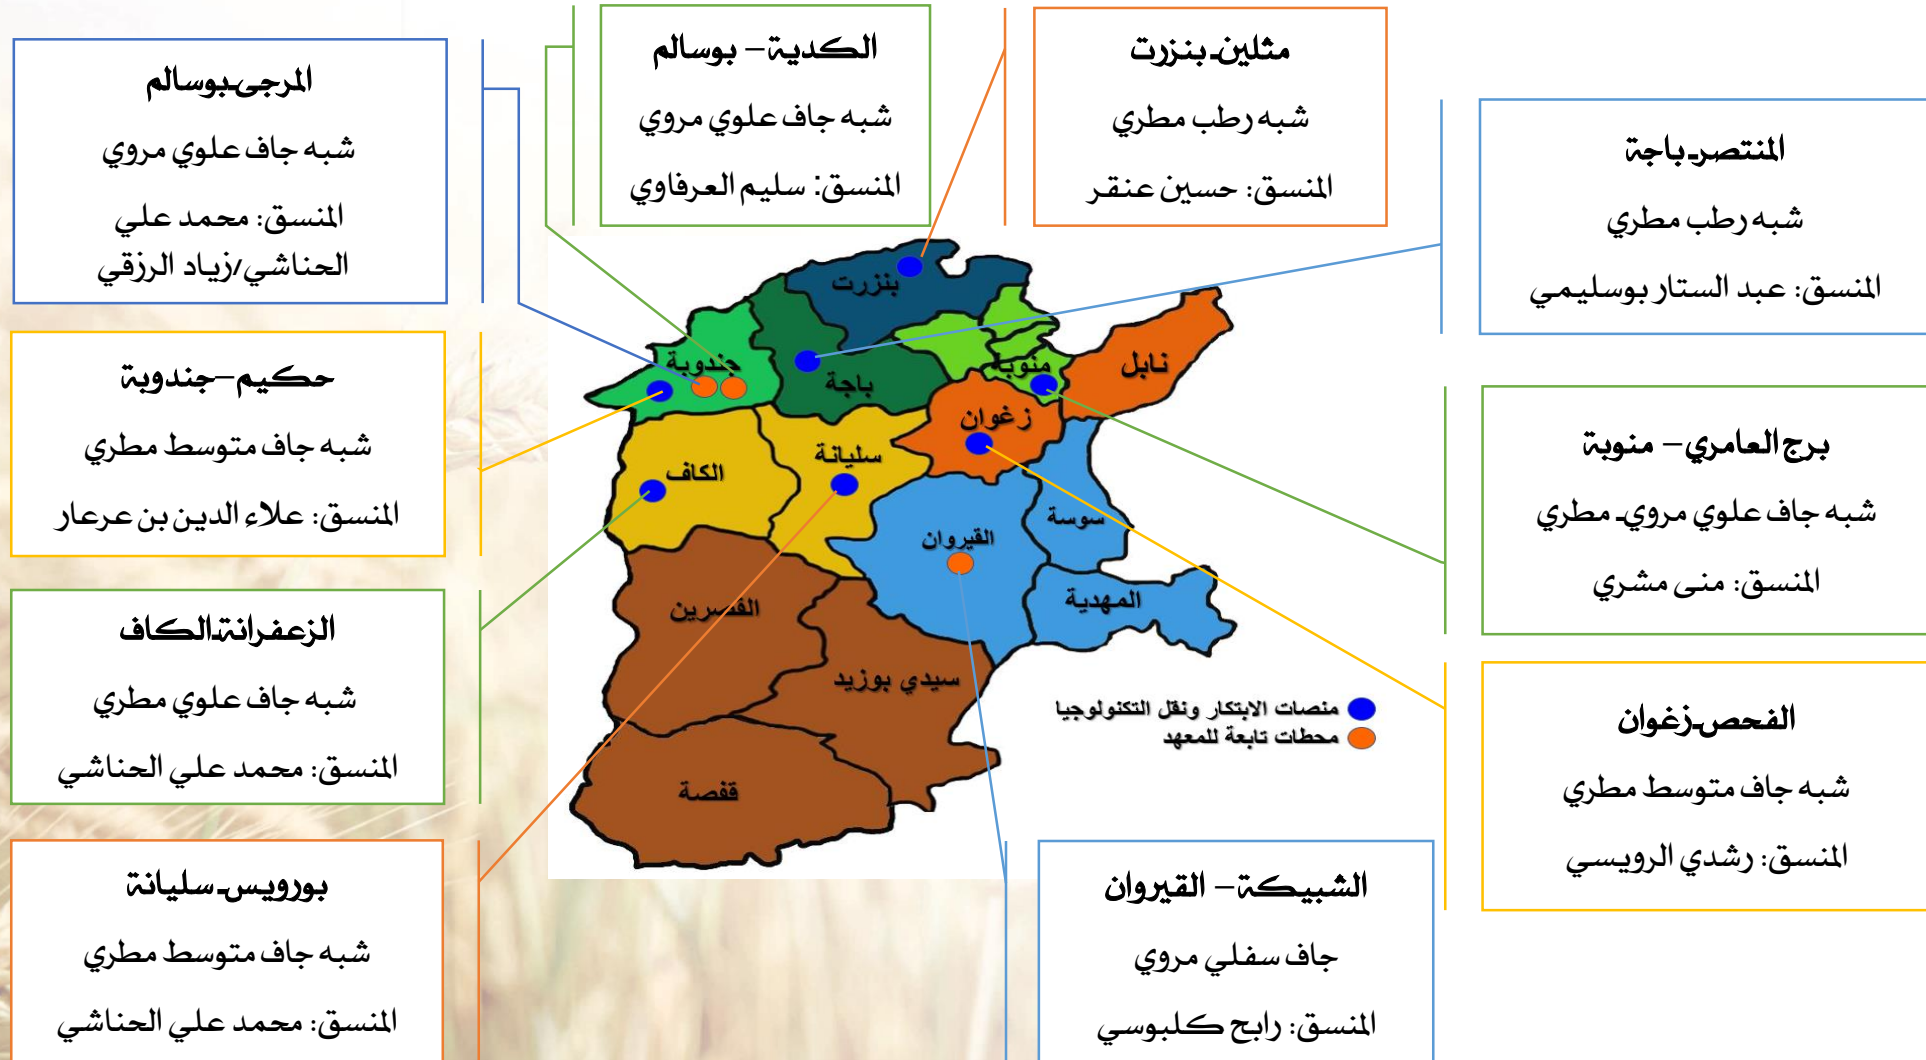 المرجى-بوسالم
شبه جاف علوي مروي
المنسق: محمد علي
الحناشي/زياد الرزقي
الكدية – بوسالم
شبه جاف علوي مروي
المنسق: سليم العرفاوي
مثلين-بنزرت
شبه رطب مطري
المنسق: حسين عنقر
المنتصر-باجة
شبه رطب مطري
المنسق: عبد الستار بوسليمي
حكيم – جندوبة
شبه جاف متوسط مطري
المنسق: علاء الدين بن عرعار
برج العامري – منوبة
شبه جاف علوي مروي- مطري
المنسق: منى مشري
الزعفرانة-الكاف
شبه جاف علوي مطري
المنسق: محمد علي الحناشي
الفحص-زغوان
شبه جاف متوسط مطري
المنسق: رشدي الرويسي
بورويس-سليانة
شبه جاف متوسط مطري
المنسق: محمد علي الحناشي
الشبيكة – القيروان
جاف سفلي مروي
المنسق: رابح كلبوسي
بنزرت
نابل
منوبة
جندوبة
باجة
زغوان
سليانة
الكاف
سوسة
القيروان
المهدية
القصرين
سيدي بوزيد
قفصة
منصات الابتكار ونقل التكنولوجيا
محطات تابعة للمعهد